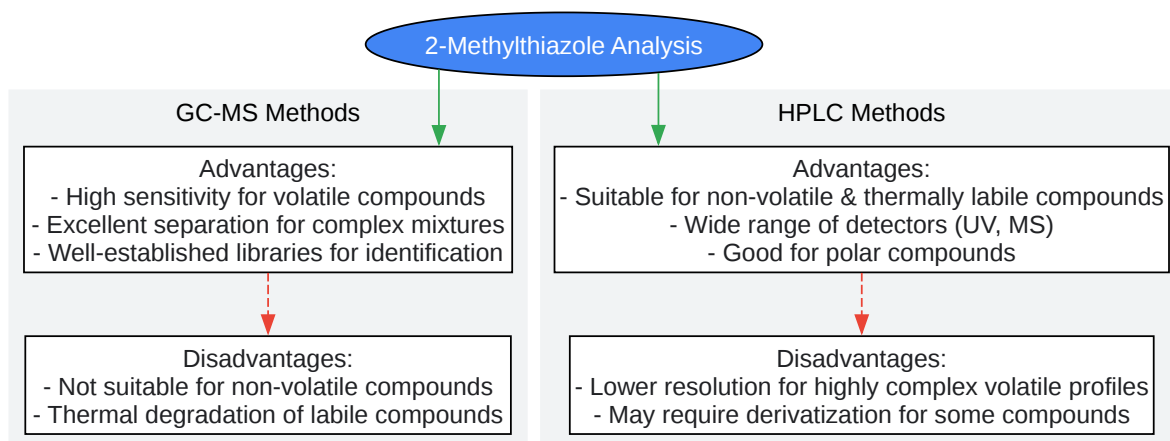 2-Methylthiazole Analysis
GC-MS Methods
Advantages:
- High sensitivity for volatile compounds
- Excellent separation for complex mixtures
- Well-established libraries for identification
Disadvantages:
- Not suitable for non-volatile compounds
- Thermal degradation of labile compounds
HPLC Methods
Advantages:
- Suitable for non-volatile & thermally labile compounds
- Wide range of detectors (UV, MS)
- Good for polar compounds
Disadvantages:
- Lower resolution for highly complex volatile profiles
- May require derivatization for some compounds